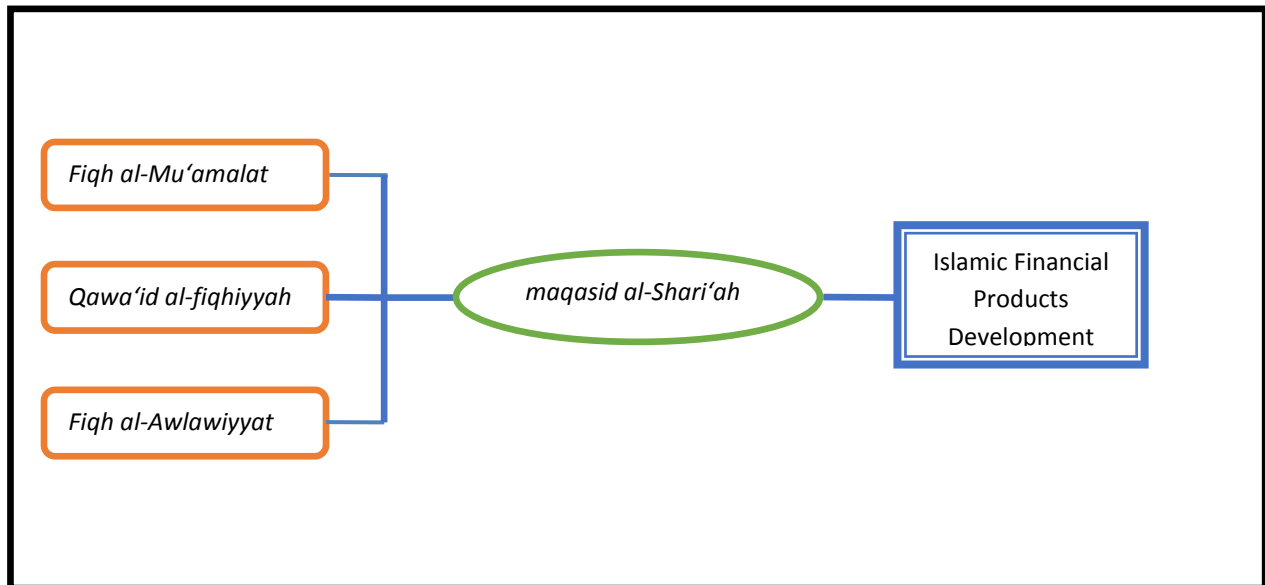 Fiqh al-Mu‘amalat
Qawa‘id al-fiqhiyyah
Fiqh al-Awlawiyyat
maqasid al-Shari‘ah
Islamic Financial
Products
Development